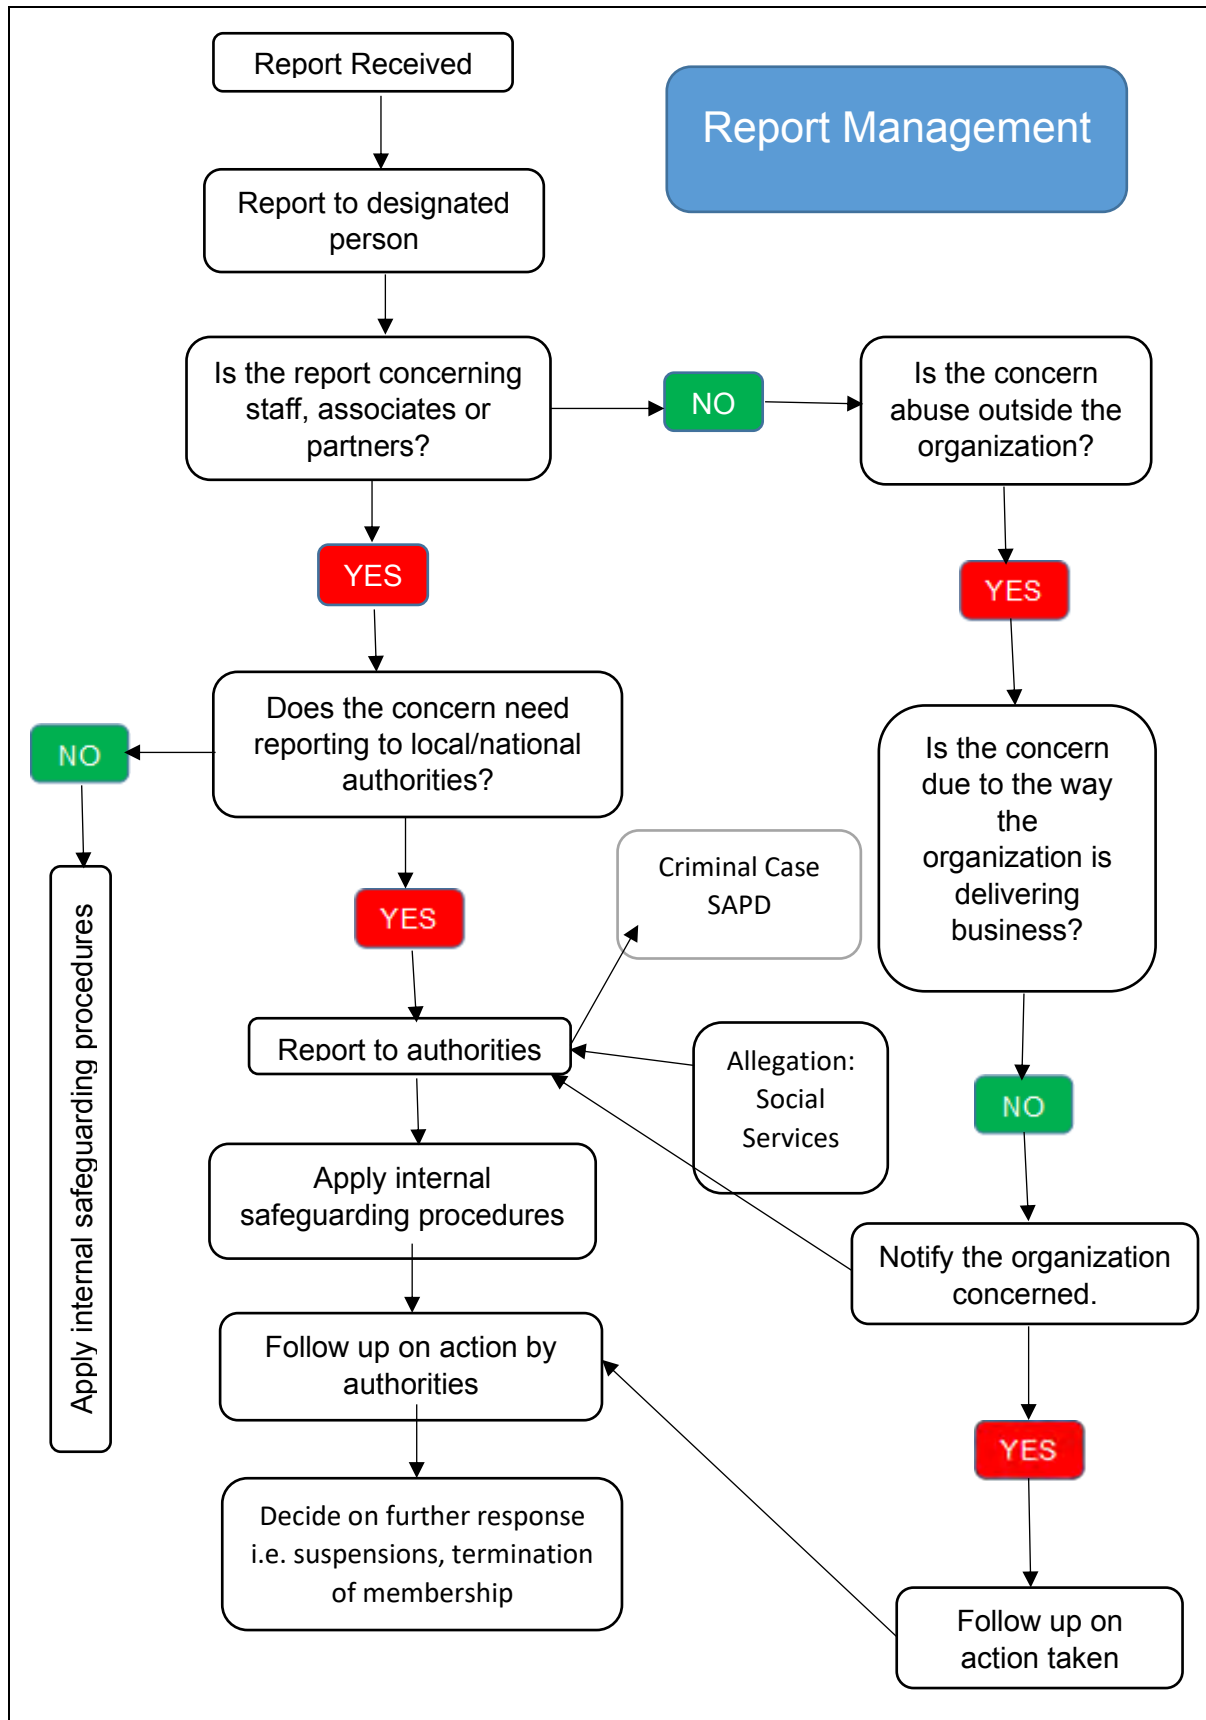 Report Received
Report Management
Report to designated
person
Is the report concerning
staff, associates or
partners?
NO
Is the concern
abuse outside the
organization?
YES
YES
Does the concern need
reporting to local/national
authorities?
NO
Is the concern
due to the way
the
organization is
delivering
business?
Criminal Case
SAPD
YES
Apply internal safeguarding procedures
Report to authorities
Allegation:
Social
Services
NO
Apply internal
safeguarding procedures
Notify the organization
concerned.
Follow up on action by
authorities
YES
Decide on further response
i.e. suspensions, termination
of membership
Follow up on
action taken